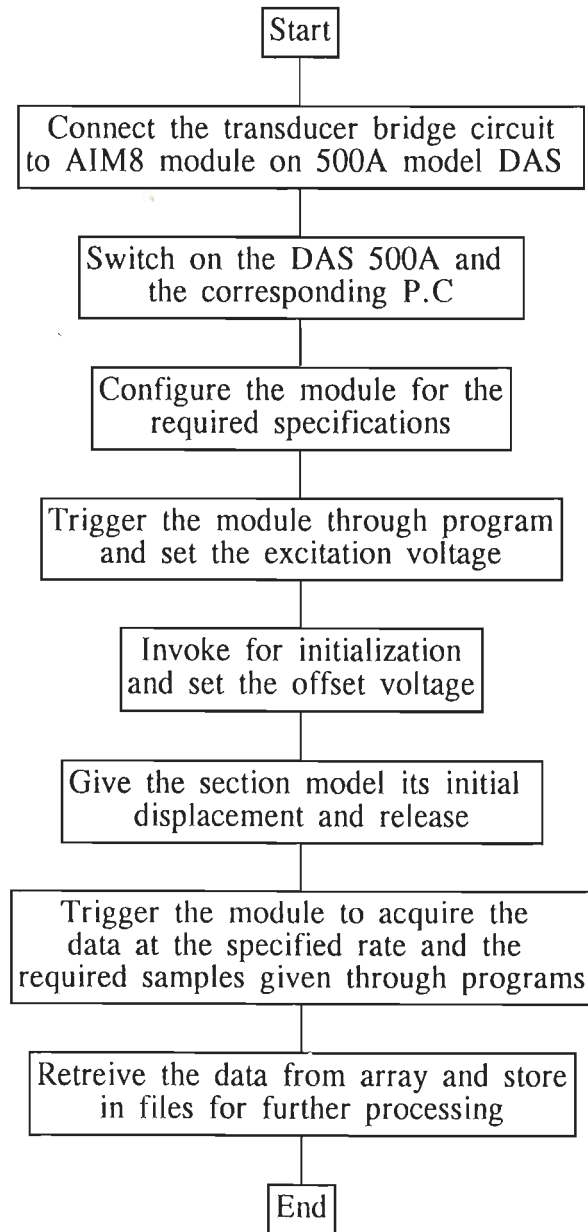 Start
Connect the transducer bridge circuit
to AIM8 module on 500A model DAS
Switch on the DAS 500A and
the corresponding P.C
Configure the module for the
required specifications
Trigger the module through program
and set the excitation voltage
Invoke for initialization
and set the offset voltage
Give the section model its initial
displacement and release
Trigger the module to acquire the
data at the specified rate and the
required samples given through programs
Retreive the data from array and store
in files for further processing
End